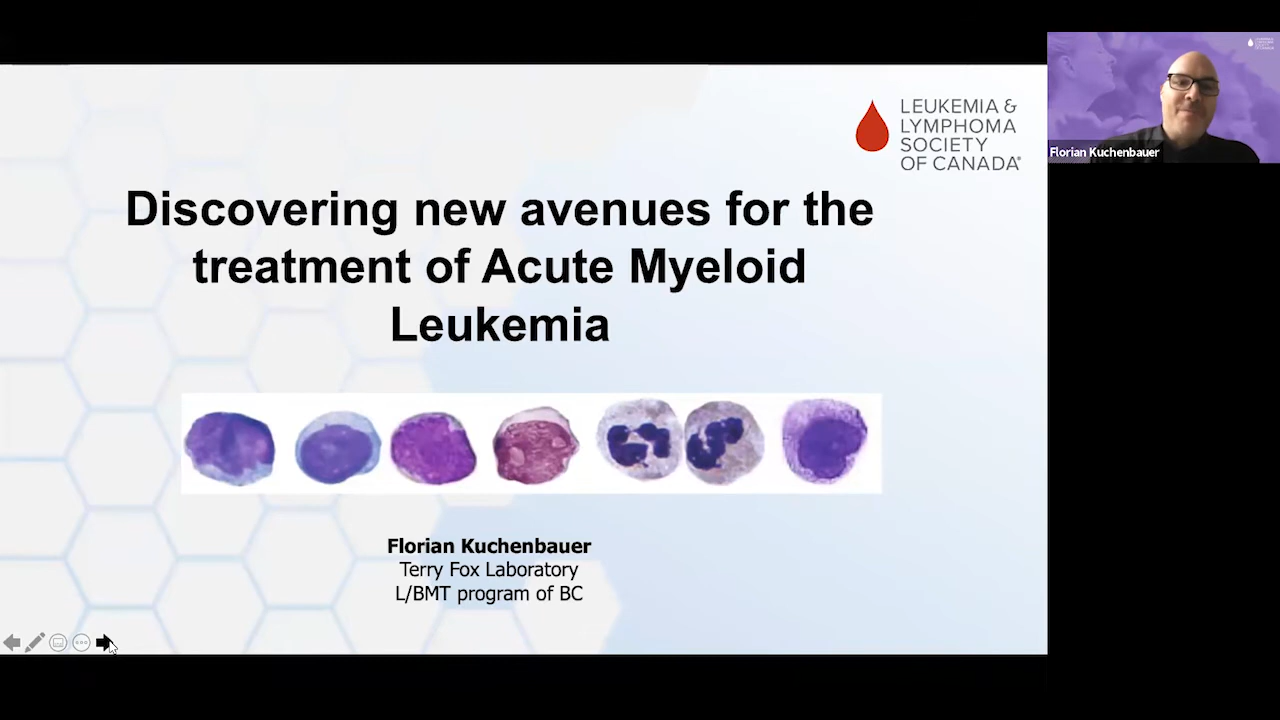 LEUKEMIA &
LYMPHOMA
SOCIETY
OF CANADA®
Discovering new avenues for the
treatment of Acute Myeloid
Leukemia
Florian Kuchenbauer
Terry Fox Laboratory
L/BMT program of BC
Florian Kuchenbauer